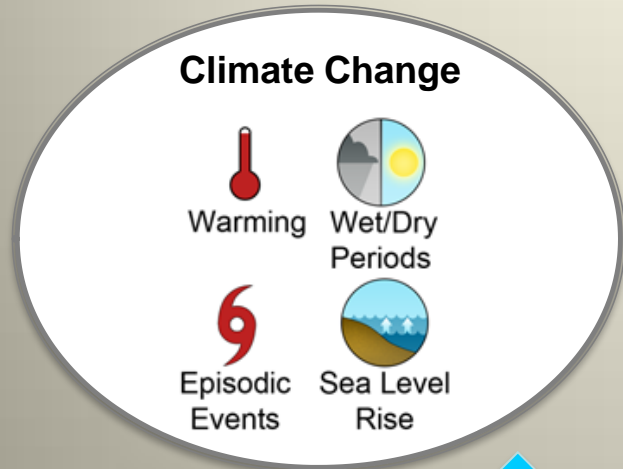 Climate Change
Warming
Wet/Dry
Periods
Episodic
Events
Sea Level
Rise